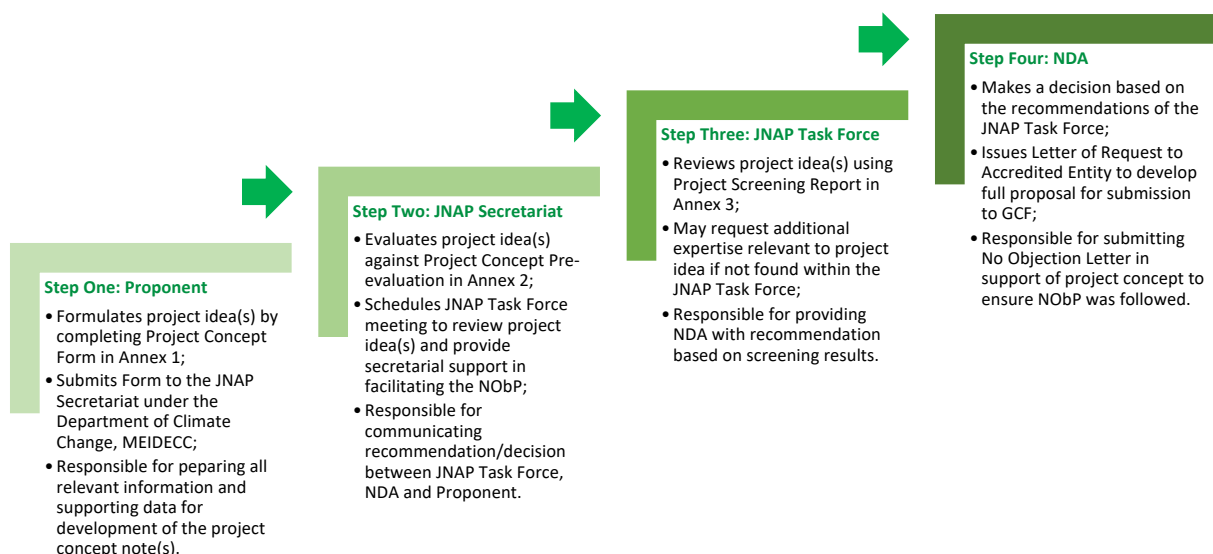 Step One: Proponent
• Formulates project idea(s) by
completing Project Concept
Form in Annex 1;
• Submits Form to the JNAP
Secretariat under the
Department of Climate
Change, MEIDECC;
• Responsible for peparing all
relevant information and
supporting data for
development of the project
concept note(s).
Step Two: JNAP Secretariat
• Evaluates project idea(s)
against Project Concept Pre-
evaluation in Annex 2;
• Schedules JNAP Task Force
meeting to review project
idea(s) and provide
secretarial support in
facilitating the NObP;
• Responsible for
communicating
recommendation/decision
between JNAP Task Force,
NDA and Proponent.
Step Three: JNAP Task Force
• Reviews project idea(s) using
Project Screening Report in
Annex 3;
• May request additional
expertise relevant to project
idea if not found within the
JNAP Task Force;
• Responsible for providing
NDA with recommendation
based on screening results.
Step Four: NDA
• Makes a decision based on
the recommendations of the
JNAP Task Force;
• Issues Letter of Request to
Accredited Entity to develop
full proposal for submission
to GCF;
• Responsible for submitting
No Objection Letter in
support of project concept to
ensure NObP was followed.